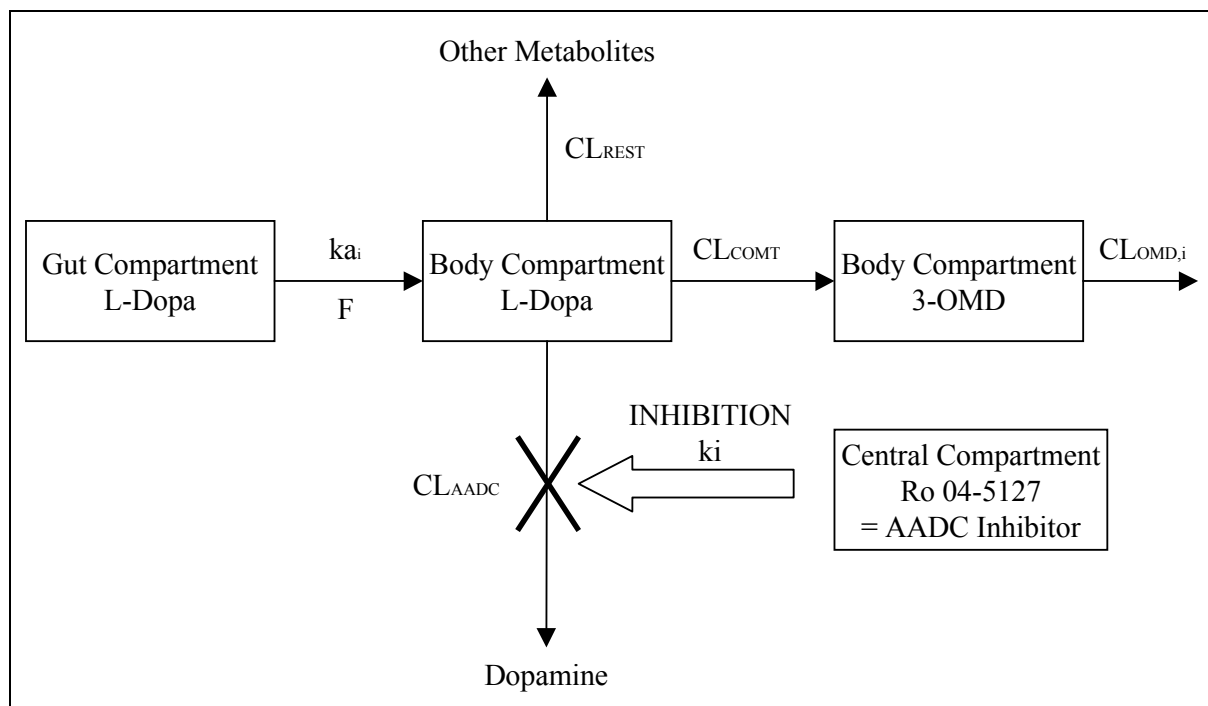 Other Metabolites
CLREST
Gut Compartment
L-Dopa
kai
F
Body Compartment
L-Dopa
CLCOMT
Body Compartment
3-OMD
CLOMD,i
INHIBITION
ki
CLAADC
Central Compartment
Ro 04-5127
= AADC Inhibitor
Dopamine